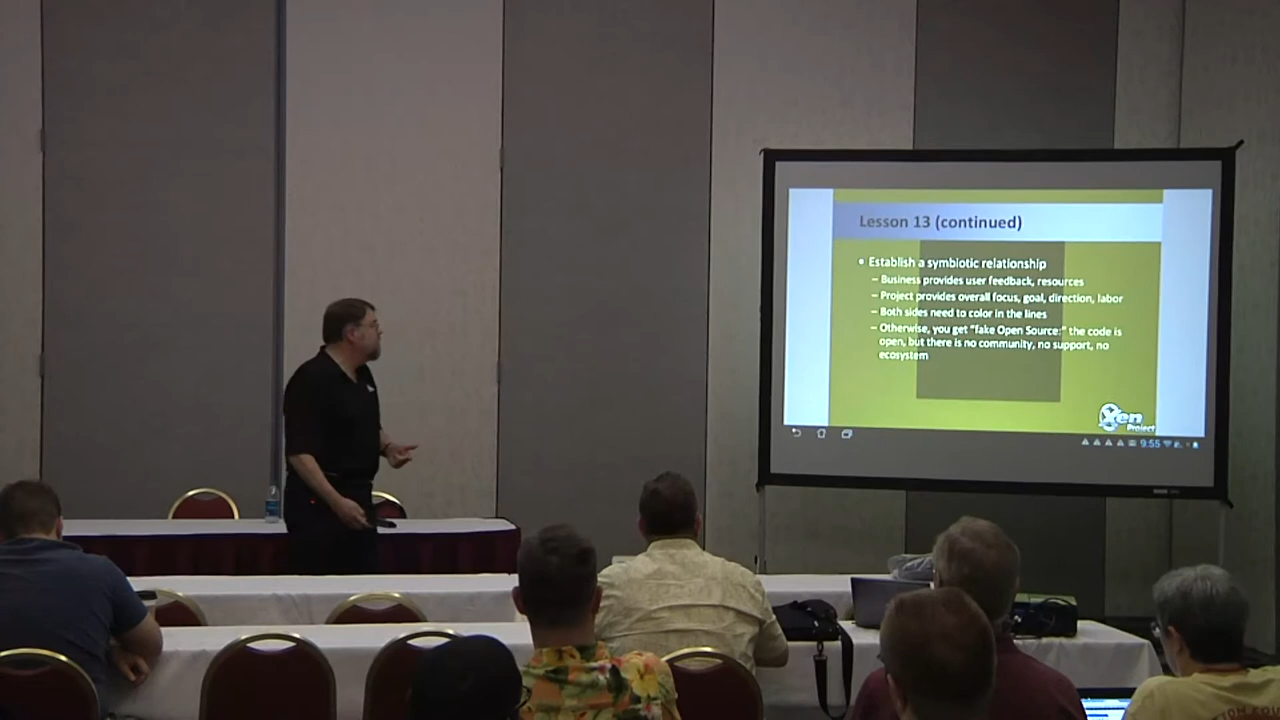 Lesson 13 (continued)
• Establish a symbiotic relationship
– Business provides user feedback, resources
– Project provides overall focus, goal, direction, labor
– Both sides need to color in the lines
– Otherwise, you get "fake Open Source:" the code is
open, but there is no community, no support, no
ecosystem
Xen
Project
9:55